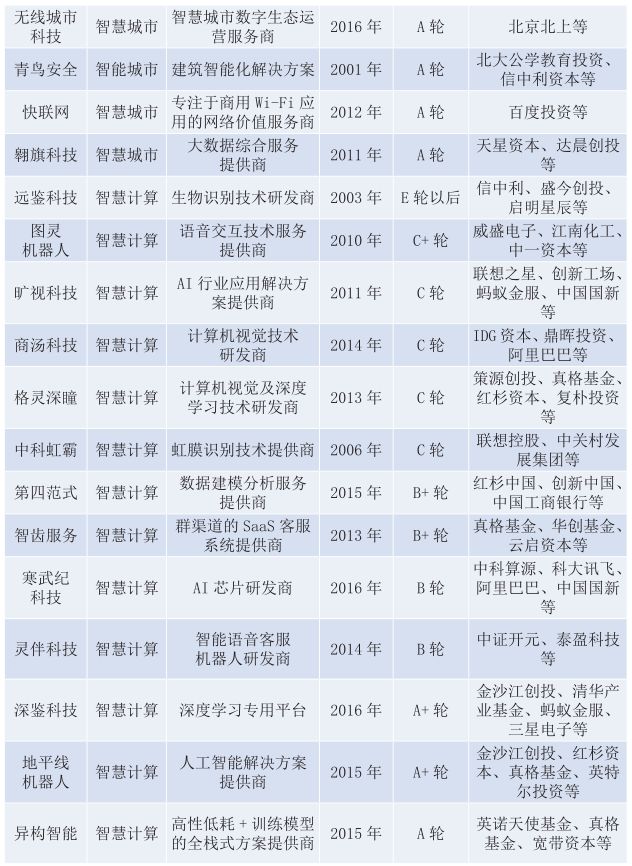 无线城市科技 智慧城市 智慧城市数字生态运营服务商 2016 年 A 轮 北京北上等
青鸟安全 智能城市 建筑智能化解决方案 2001 年 A 轮 北大公学教育投资、信中利资本等
快联网 智慧城市 专注于商用 Wi-Fi 应用的网络价值服务商 2012 年 A 轮 百度投资等
翱旗科技 智慧城市 大数据综合服务提供商 2011 年 A 轮 天星资本、达晨创投等
远鉴科技 智慧计算 生物识别技术研发商 2003 年 E 轮以后 信中利、盛今创投、启明星辰等
图灵机器人 智慧计算 语音交互技术服务提供商 2010 年 C+ 轮 威盛电子、江南化工、中一资本等
旷视科技 智慧计算 AI 行业应用解决方案提供商 2011 年 C 轮 联想之星、创新工场、蚂蚁金服、中国国新等
商汤科技 智慧计算 计算机视觉技术研发商 2014 年 C 轮 IDG 资本、鼎晖投资、阿里巴巴等
格灵深瞳 智慧计算 计算机视觉及深度学习技术研发商 2013 年 C 轮 策源创投、真格基金、红杉资本、复朴投资等
中科虹霸 智慧计算 虹膜识别技术提供商 2006 年 C 轮 联想控股、中关村发展集团等
第四范式 智慧计算 数据建模分析服务提供商 2015 年 B+ 轮 红杉中国、创新中国、中国工商银行等
智齿服务 智慧计算 群渠道的 SaaS 客服系统提供商 2013 年 B+ 轮 真格基金、华创基金、云启资本等
寒武纪科技 智慧计算 AI 芯片研发商 2016 年 B 轮 中科算源、科大讯飞、阿里巴巴、中国国新等
灵伴科技 智慧计算 智能语音客服机器人研发商 2014 年 B 轮 中证开元、泰盈科技等
深鉴科技 智慧计算 深度学习专用平台 2016 年 A+ 轮 金沙江创投、清华产业基金、蚂蚁金服、三星电子等
地平线机器人 智慧计算 人工智能解决方案提供商 2015 年 A+ 轮 金沙江创投、红杉资本、真格基金、英特尔投资等
异构智能 智慧计算 高性低耗 + 训练模型的全栈式方案提供商 2015 年 A 轮 英诺天使基金、真格基金、宽带资本等